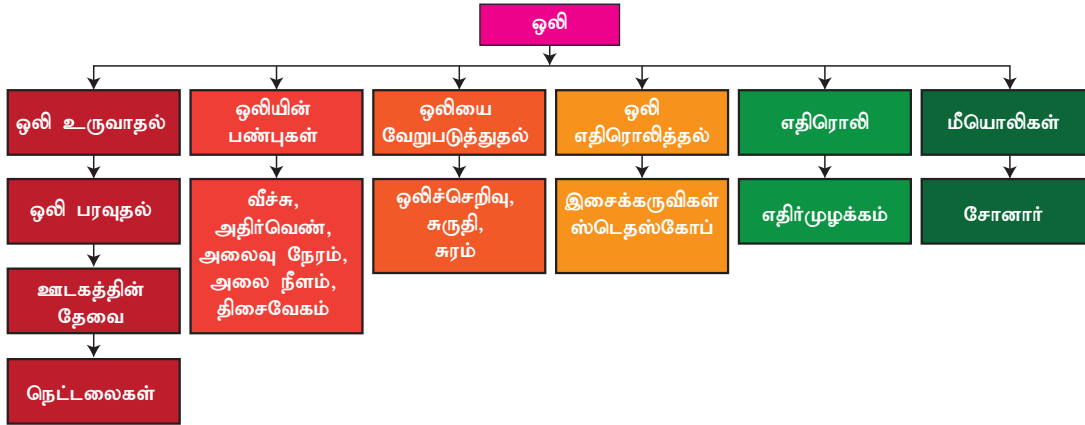 ஒலி
ஒலி உருவாதல்
ஒலி பரவுதல்
ஊடகத்தின்
தேவை
நெட்டலைகள்
ஒலியின்
பண்புகள்
வீச்சு,
அதிர்வெண்,
அலைவு நேரம்,
அலை நீளம்,
திசைவேகம்
ஒலியை
வேறுபடுத்துதல்
ஒலிச்செறிவு,
சுருதி,
சுரம்
ஒலி
எதிரொலித்தல்
இசைக்கருவிகள்
ஸ்டெதஸ்கோப்
எதிரொலி
எதிர்முழக்கம்
மீயொலிகள்
சோனார்